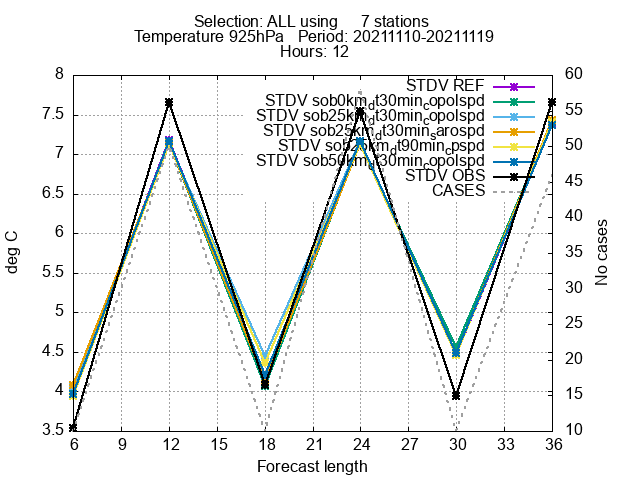 Selection: ALL using 7 stations
Temperature 925hPa Period: 20211110-20211119
Hours: 12
STDV REF
STDV sob0km_dt30min_copolspd
STDV sob25km_dt30min_copolspd
STDV sob25km_dt30min_sarospd
STDV sob25km_dt90min_cpspd
STDV sob50km_dt30min_copolspd
STDV OBS
CASES
deg C
No cases
8
7.5
7
6.5
6
5.5
5
4.5
4
3.5
60
55
50
45
40
35
30
25
20
15
10
6 9 12 15 18 21 24 27 30 33 36
Forecast length